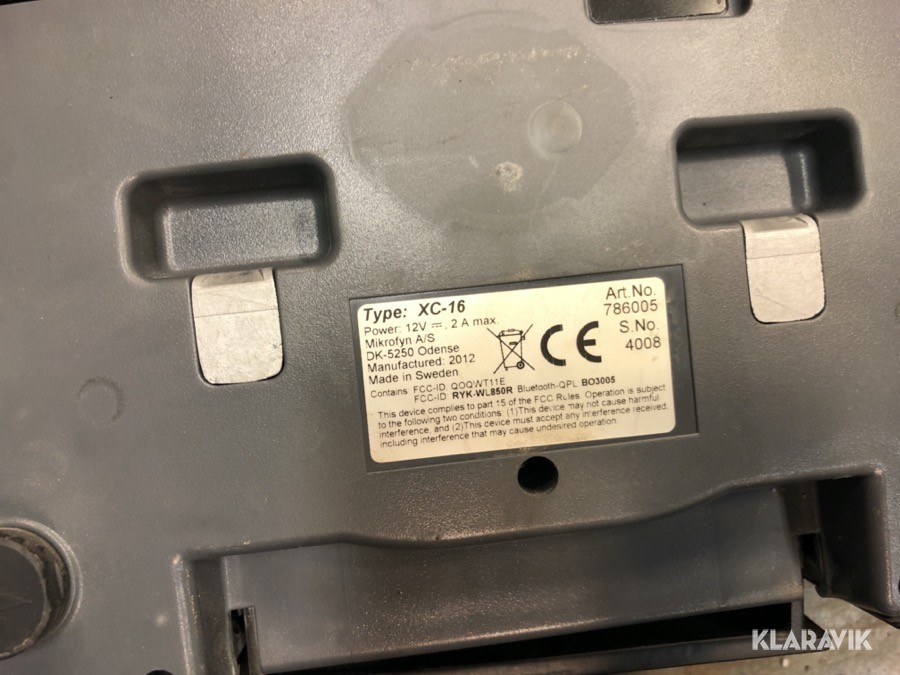 Type: XC-16
Power: 12V ⎓, 2 A max.
Mikrofyn A/S
DK-5250 Odense
Manufactured: 2012
Made in Sweden
Art.No.
786005
S.No.
4008
CE
Contains FCC-ID QOQWT11E
FCC-ID RYK-WL850R Bluetooth-QPL BO3005
This device complies to part 15 of the FCC Rules. Operation is subject
to the following two conditions. (1)This device may not cause harmful
interference, and (2)This device must accept any interference received,
including interference that may cause undesired operation.
KLARAVIK